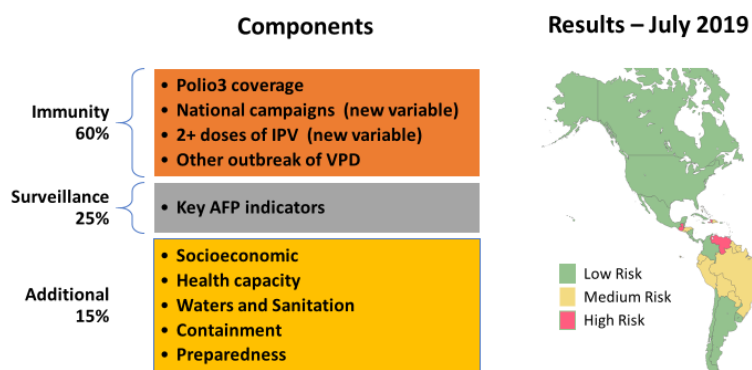 Components
Results – July 2019
Immunity
60%
• Polio3 coverage
• National campaigns (new variable)
• 2+ doses of IPV (new variable)
• Other outbreak of VPD
Surveillance
25%
• Key AFP indicators
Additional
15%
• Socioeconomic
• Health capacity
• Waters and Sanitation
• Containment
• Preparedness
Low Risk
Medium Risk
High Risk